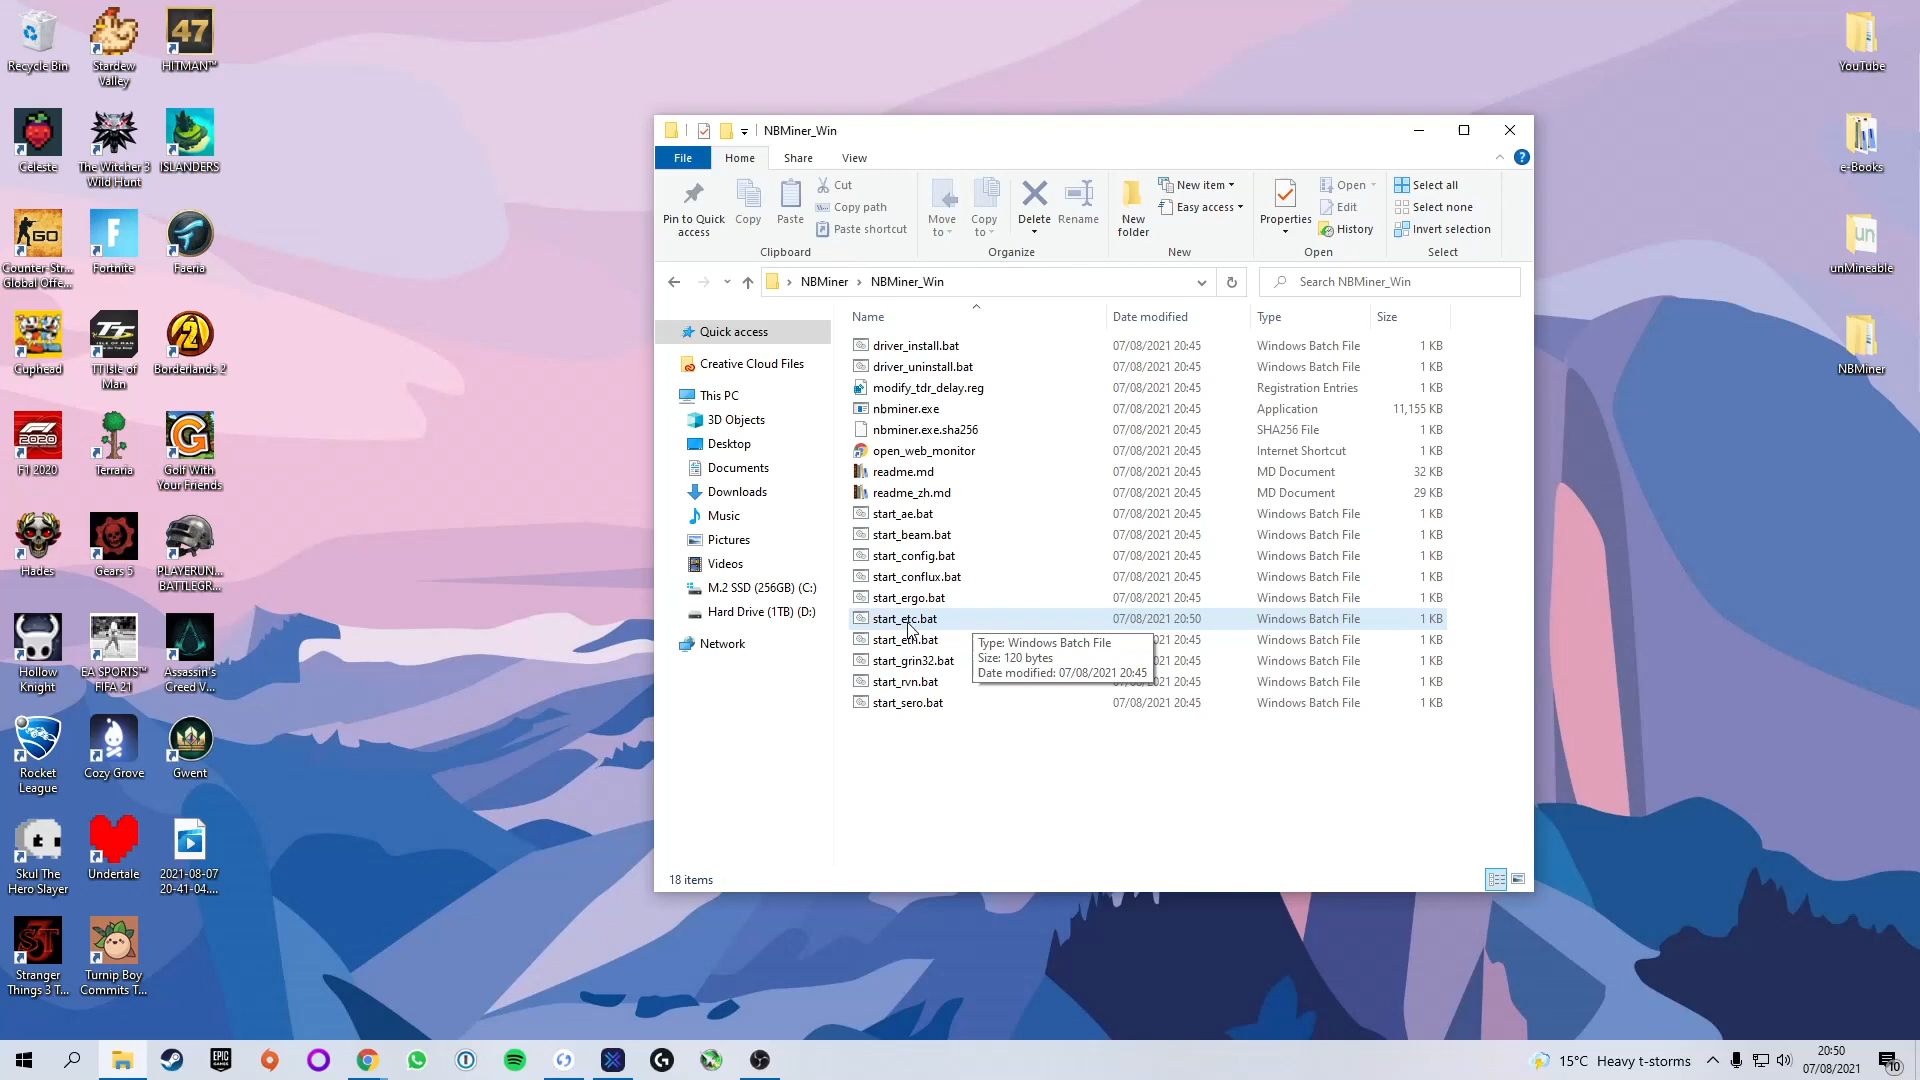 Recycle Bin
Stardew
Valley
HITMAN™
Celeste
The Witcher 3
Wild Hunt
ISLANDERS
Counter-Str...
Global Offe...
Fortnite
Faeria
Cuphead
TT Isle of
Man
Borderlands 2
F1 2020
Terraria
Golf With
Your Friends
Hades
Gears 5
PLAYERUN...
BATTLEGR...
Hollow
Knight
EA SPORTS™
FIFA 21
Assassin's
Creed V...
Rocket
League
Cozy Grove
Gwent
Skul The
Hero Slayer
Undertale
2021-08-07
20-41-04....
Stranger
Things 3 T...
Turnip Boy
Commits T...
YouTube
e-Books
unMineable
NBMiner
NBMiner_Win
File
Home
Share
View
Pin to Quick
access
Copy
Paste
Cut
Copy path
Paste shortcut
Clipboard
Move
to
Copy
to
Delete
Rename
Organize
New
folder
New item
Easy access
New
Properties
Open
Edit
History
Open
Select all
Select none
Invert selection
Select
NBMiner > NBMiner_Win
Search NBMiner_Win
Quick access
Creative Cloud Files
This PC
3D Objects
Desktop
Documents
Downloads
Music
Pictures
Videos
M.2 SSD (256GB) (C:)
Hard Drive (1TB) (D:)
Network
Name Date modified Type Size
driver_install.bat 07/08/2021 20:45 Windows Batch File 1 KB
driver_uninstall.bat 07/08/2021 20:45 Windows Batch File 1 KB
modify_tdr_delay.reg 07/08/2021 20:45 Registration Entries 1 KB
nbminer.exe 07/08/2021 20:45 Application 11,155 KB
nbminer.exe.sha256 07/08/2021 20:45 SHA256 File 1 KB
open_web_monitor 07/08/2021 20:45 Internet Shortcut 1 KB
readme.md 07/08/2021 20:45 MD Document 32 KB
readme_zh.md 07/08/2021 20:45 MD Document 29 KB
start_ae.bat 07/08/2021 20:45 Windows Batch File 1 KB
start_beam.bat 07/08/2021 20:45 Windows Batch File 1 KB
start_config.bat 07/08/2021 20:45 Windows Batch File 1 KB
start_conflux.bat 07/08/2021 20:45 Windows Batch File 1 KB
start_ergo.bat 07/08/2021 20:45 Windows Batch File 1 KB
start_etc.bat 07/08/2021 20:50 Windows Batch File 1 KB
start_eth.bat 20:45 Windows Batch File 1 KB
start_grin32.bat 20:45 Windows Batch File 1 KB
start_rvn.bat 07/08/2021 20:45 Windows Batch File 1 KB
start_sero.bat 07/08/2021 20:45 Windows Batch File 1 KB
Type: Windows Batch File
Size: 120 bytes
Date modified: 07/08/2021 20:45
18 items
15°C Heavy t-storms
20:50
07/08/2021
10